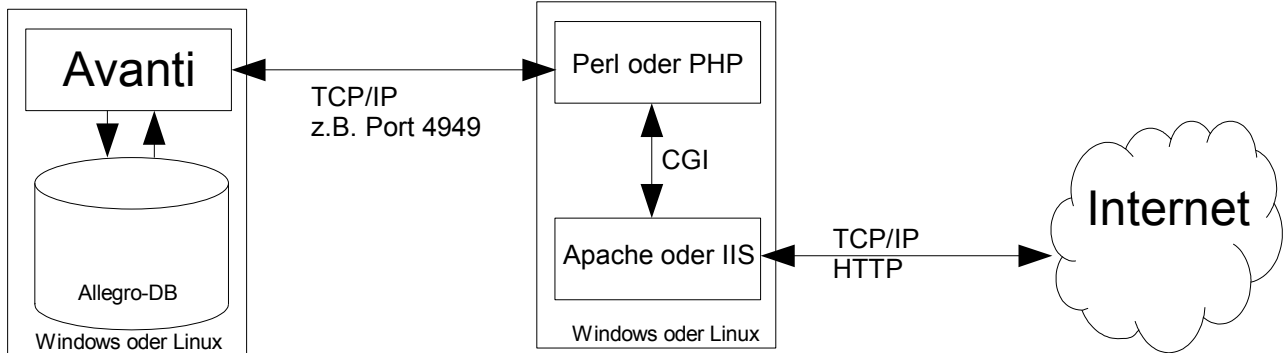 Avanti
Allegro-DB
Windows oder Linux
TCP/IP
z.B. Port 4949
Perl oder PHP
CGI
Apache oder IIS
Windows oder Linux
TCP/IP
HTTP
Internet